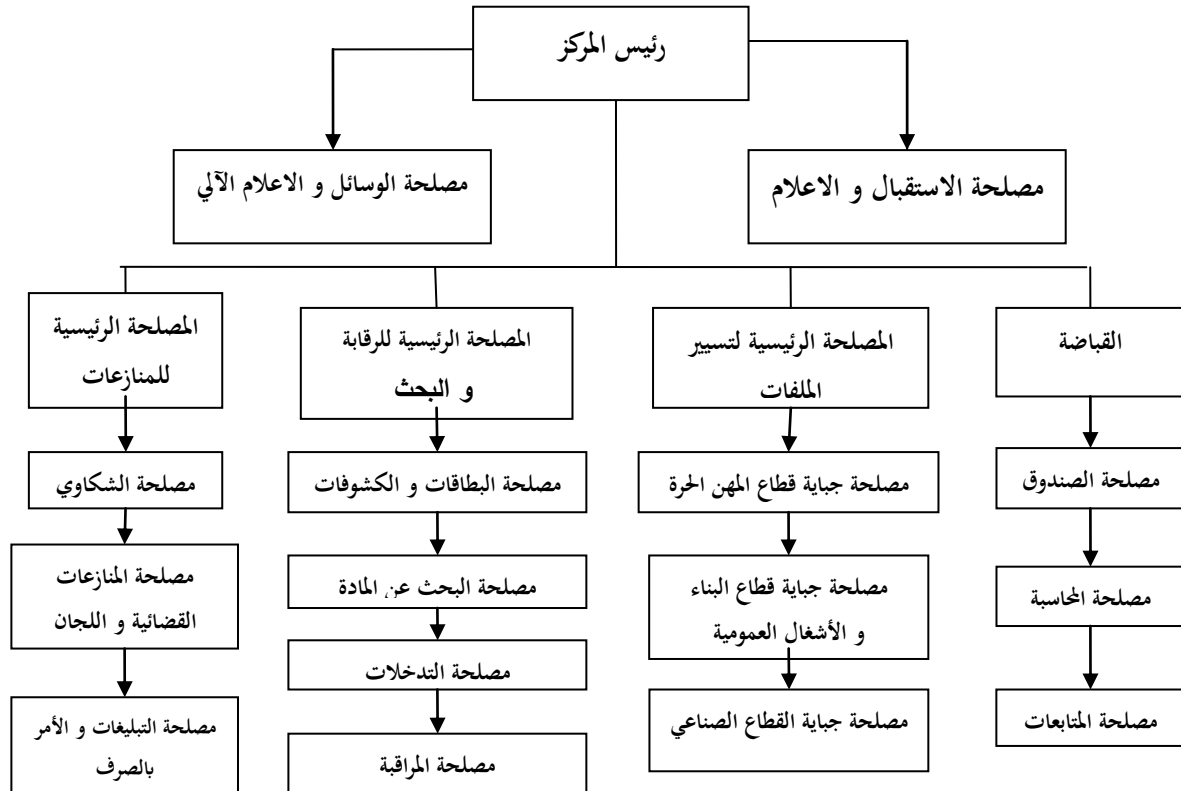 رئيس المركز
مصلحة الاستقبال و الاعلام
مصلحة الوسائل و الاعلام الآلي
القباضة
مصلحة الصندوق
مصلحة المحاسبة
مصلحة المتابعات
المصلحة الرئيسية لتسيير
الملفات
مصلحة جباية قطاع المهن الحرة
مصلحة جباية قطاع البناء
و الأشغال العمومية
مصلحة جباية القطاع الصناعي
المصلحة الرئيسية للرقابة
و البحث
مصلحة البطاقات و الكشوفات
مصلحة البحث عن المادة
مصلحة التدخلات
مصلحة المراقبة
المصلحة الرئيسية
للمنازعات
مصلحة الشكاوي
مصلحة المنازعات
القضائية و اللجان
مصلحة التبليغات و الأمر
بالصرف